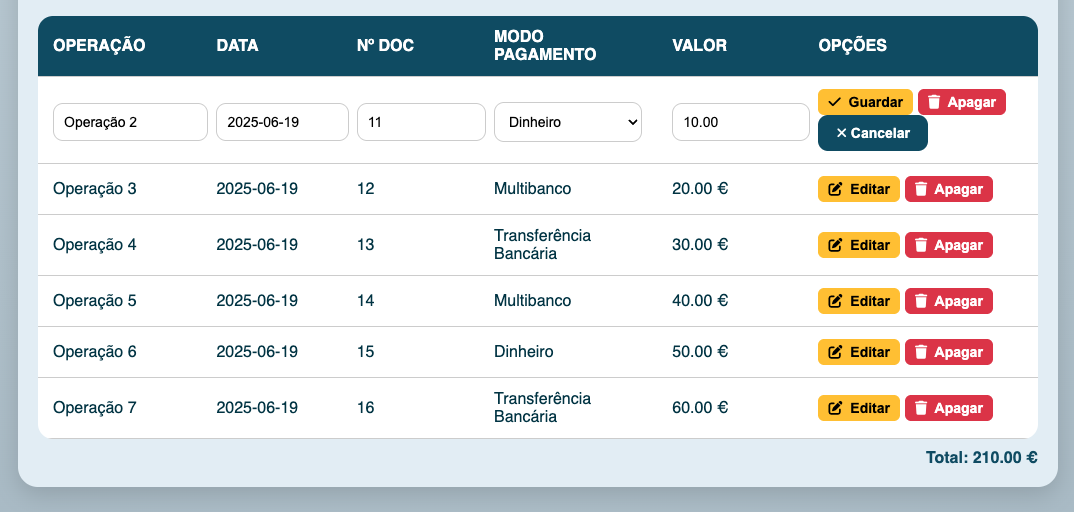 OPERAÇÃO DATA Nº DOC MODO PAGAMENTO VALOR OPÇÕES
Operação 2 2025-06-19 11 Dinheiro 10.00 Guardar Apagar
Cancelar
Operação 3 2025-06-19 12 Multibanco 20.00 € Editar Apagar
Operação 4 2025-06-19 13 Transferência Bancária 30.00 € Editar Apagar
Operação 5 2025-06-19 14 Multibanco 40.00 € Editar Apagar
Operação 6 2025-06-19 15 Dinheiro 50.00 € Editar Apagar
Operação 7 2025-06-19 16 Transferência Bancária 60.00 € Editar Apagar
Total: 210.00 €